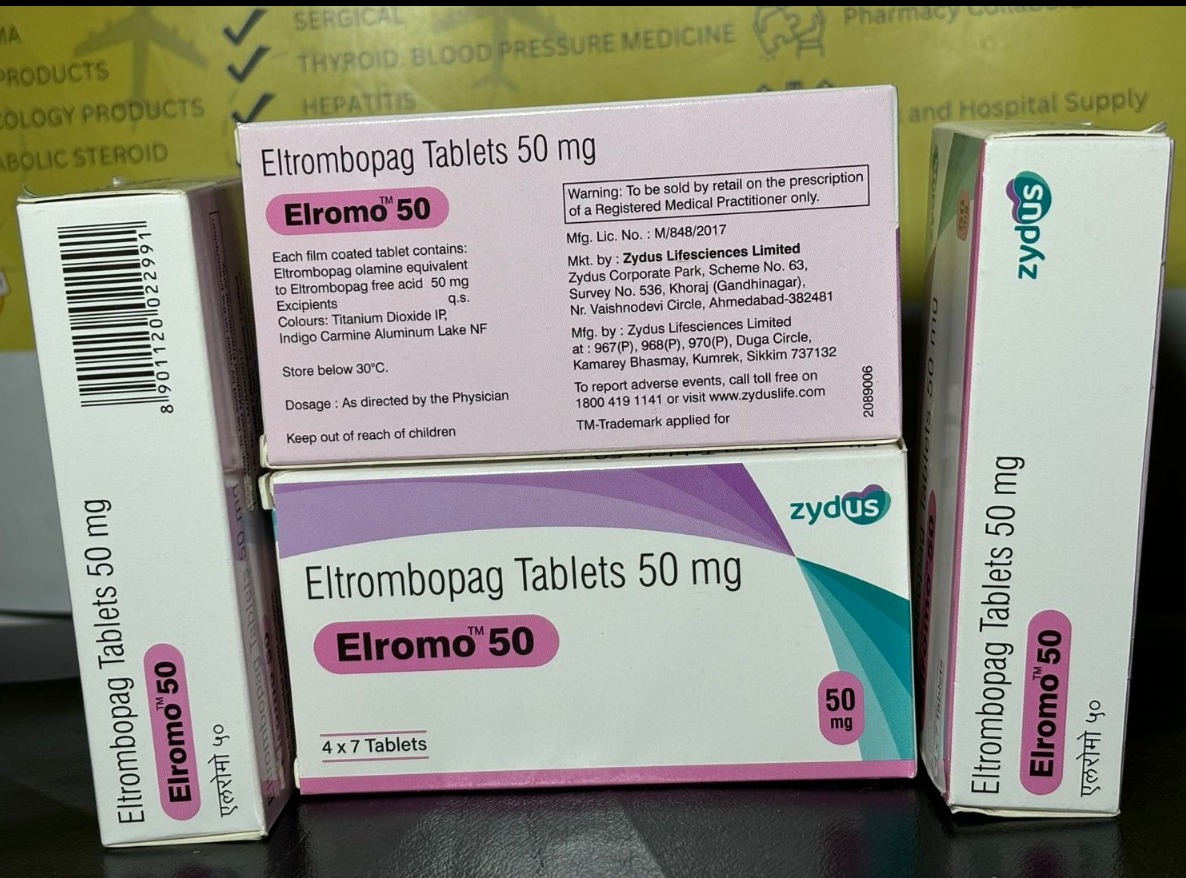 SERGICAL
THYROID. BLOOD PRESSURE MEDICINE
HEPATITIS
PRODUCTS
OLOGY PRODUCTS
ABOLIC STEROID
Pharmacy
and Hospital Supply
Eltrombopag Tablets 50 mg
Elromo™ 50
Each film coated tablet contains:
Eltrombopag olamine equivalent
to Eltrombopag free acid 50 mg
Excipients q.s.
Colours: Titanium Dioxide IP,
Indigo Carmine Aluminum Lake NF
Store below 30°C.
Dosage : As directed by the Physician
Keep out of reach of children
Warning: To be sold by retail on the prescription
of a Registered Medical Practitioner only.
Mfg. Lic. No. : M/848/2017
Mkt. by : Zydus Lifesciences Limited
Zydus Corporate Park, Scheme No. 63,
Survey No. 536, Khoraj (Gandhinagar),
Nr. Vaishnodevi Circle, Ahmedabad-382481
Mfg. by : Zydus Lifesciences Limited
at : 967(P), 968(P), 970(P), Duga Circle,
Kamarey Bhasmay, Kumrek, Sikkim 737132
To report adverse events, call toll free on
1800 419 1141 or visit www.zyduslife.com
TM-Trademark applied for
2089006
zydus
Eltrombopag Tablets 50 mg
Elromo™ 50
50
mg
4 x 7 Tablets
8 901120 022991
Eltrombopag Tablets 50 mg
Elromo™ 50
एलरोमो ५०
zydus
Eltrombopag Tablets 50 mg
Elromo™ 50
एलरोमो ५०